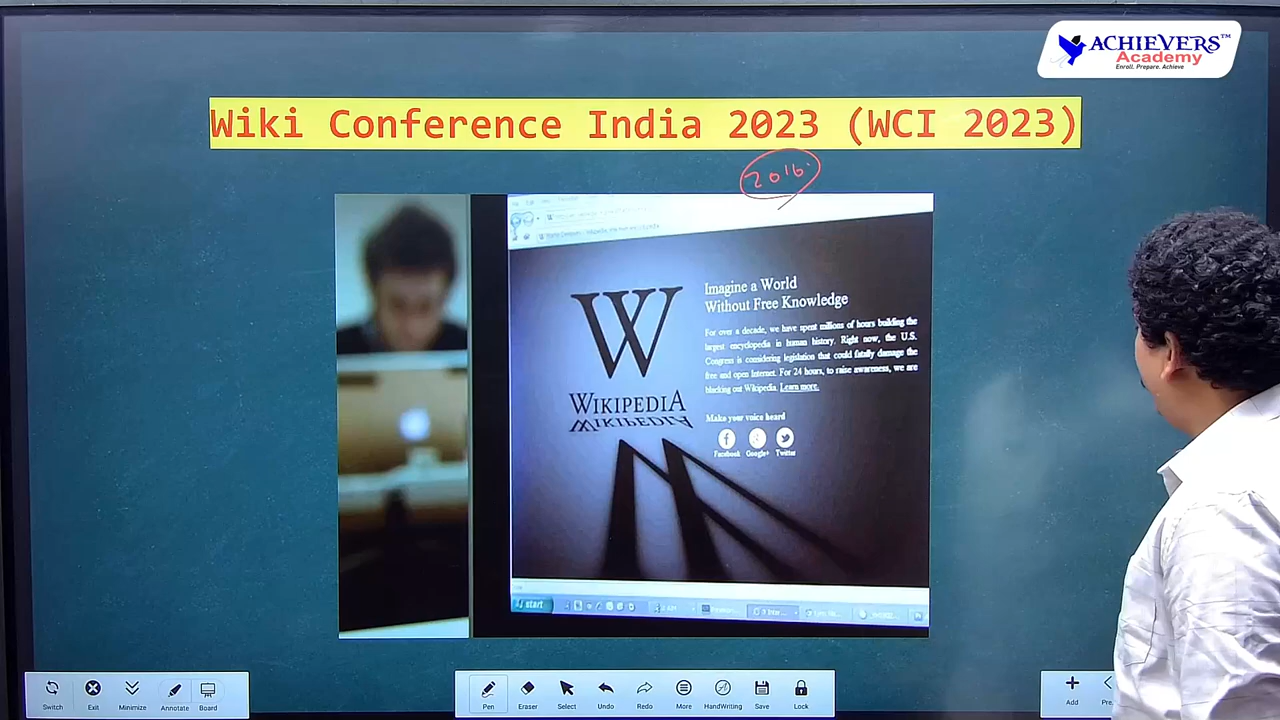 ACHIEVERS™
Academy
Enroll. Prepare. Achieve
Wiki Conference India 2023 (WCI 2023)
2016
Imagine a World
Without Free Knowledge
For over a decade, we have spent millions of hours building the
largest encyclopedia in human history. Right now, the U.S.
Congress is considering legislation that could fatally damage the
free and open Internet. For 24 hours, to raise awareness, we are
blacking out Wikipedia. Learn more.
WIKIPEDIA
Make your voice heard
Facebook Google+ Twitter
start
Switch Exit Minimize Annotate Board
Pen Eraser Select Undo Redo More HandWriting Save Lock
Add